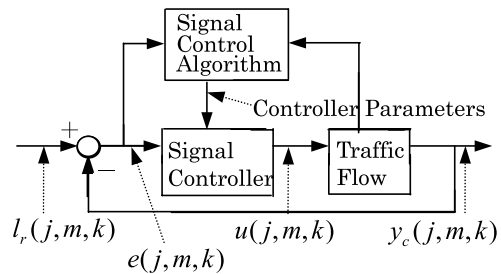 Signal
Control
Algorithm
Controller Parameters
+
−
Signal
Controller
Traffic
Flow
l_r(j,m,k)
e(j,m,k)
u(j,m,k)
y_c(j,m,k)